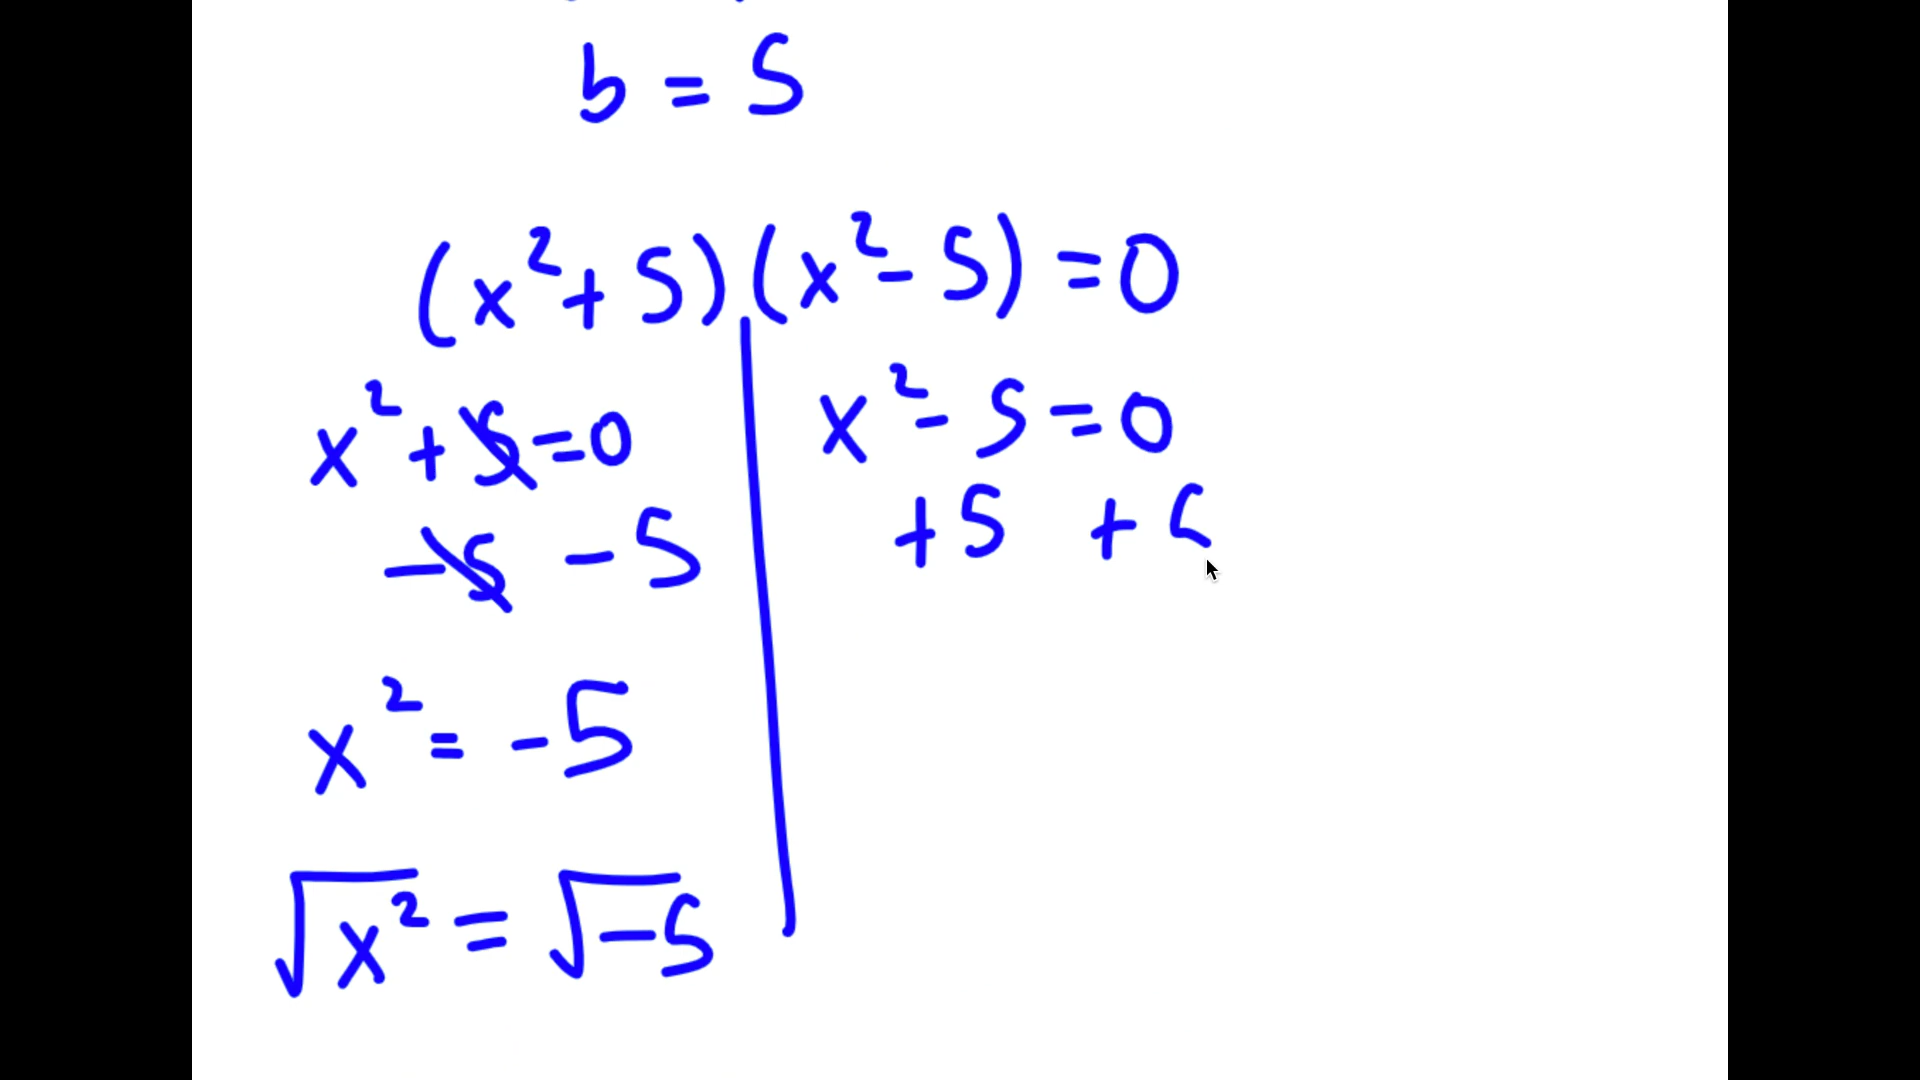 b = 5
(x²+5)(x²-5)=0
x²+5=0
-5 -5
x²=-5
√x²=√-5
x²-5=0
+5 +